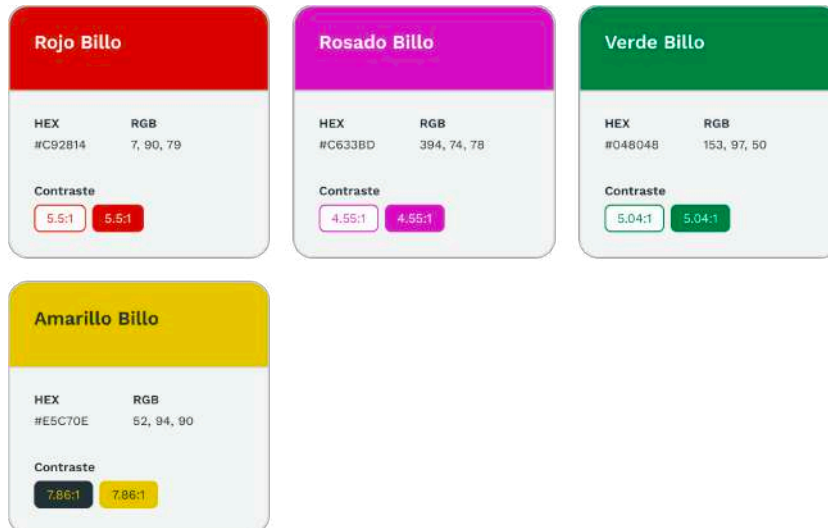 Rojo Billo
HEX RGB
#C92814 7, 90, 79
Contraste
5.5:1 5.5:1
Rosado Billo
HEX RGB
#C633BD 394, 74, 78
Contraste
4.55:1 4.55:1
Verde Billo
HEX RGB
#048048 153, 97, 50
Contraste
5.04:1 5.04:1
Amarillo Billo
HEX RGB
#E5C70E 52, 94, 90
Contraste
7.86:1 7.86:1